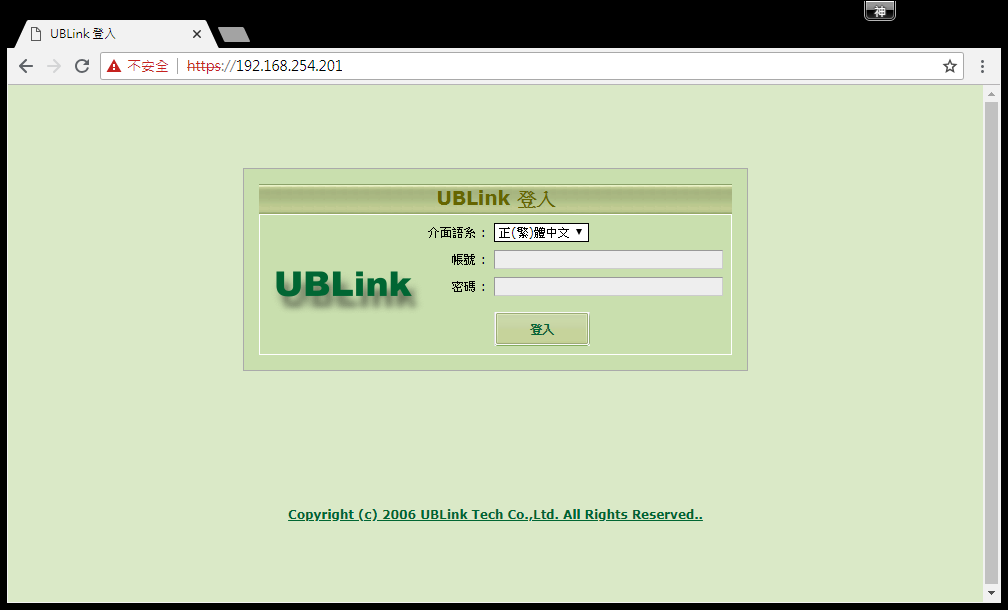 神
UBLink 登入
不安全 https://192.168.254.201
UBLink 登入
介面語系： 正(繁)體中文
帳號：
UBLink
密碼：
登入
Copyright (c) 2006 UBLink Tech Co.,Ltd. All Rights Reserved..